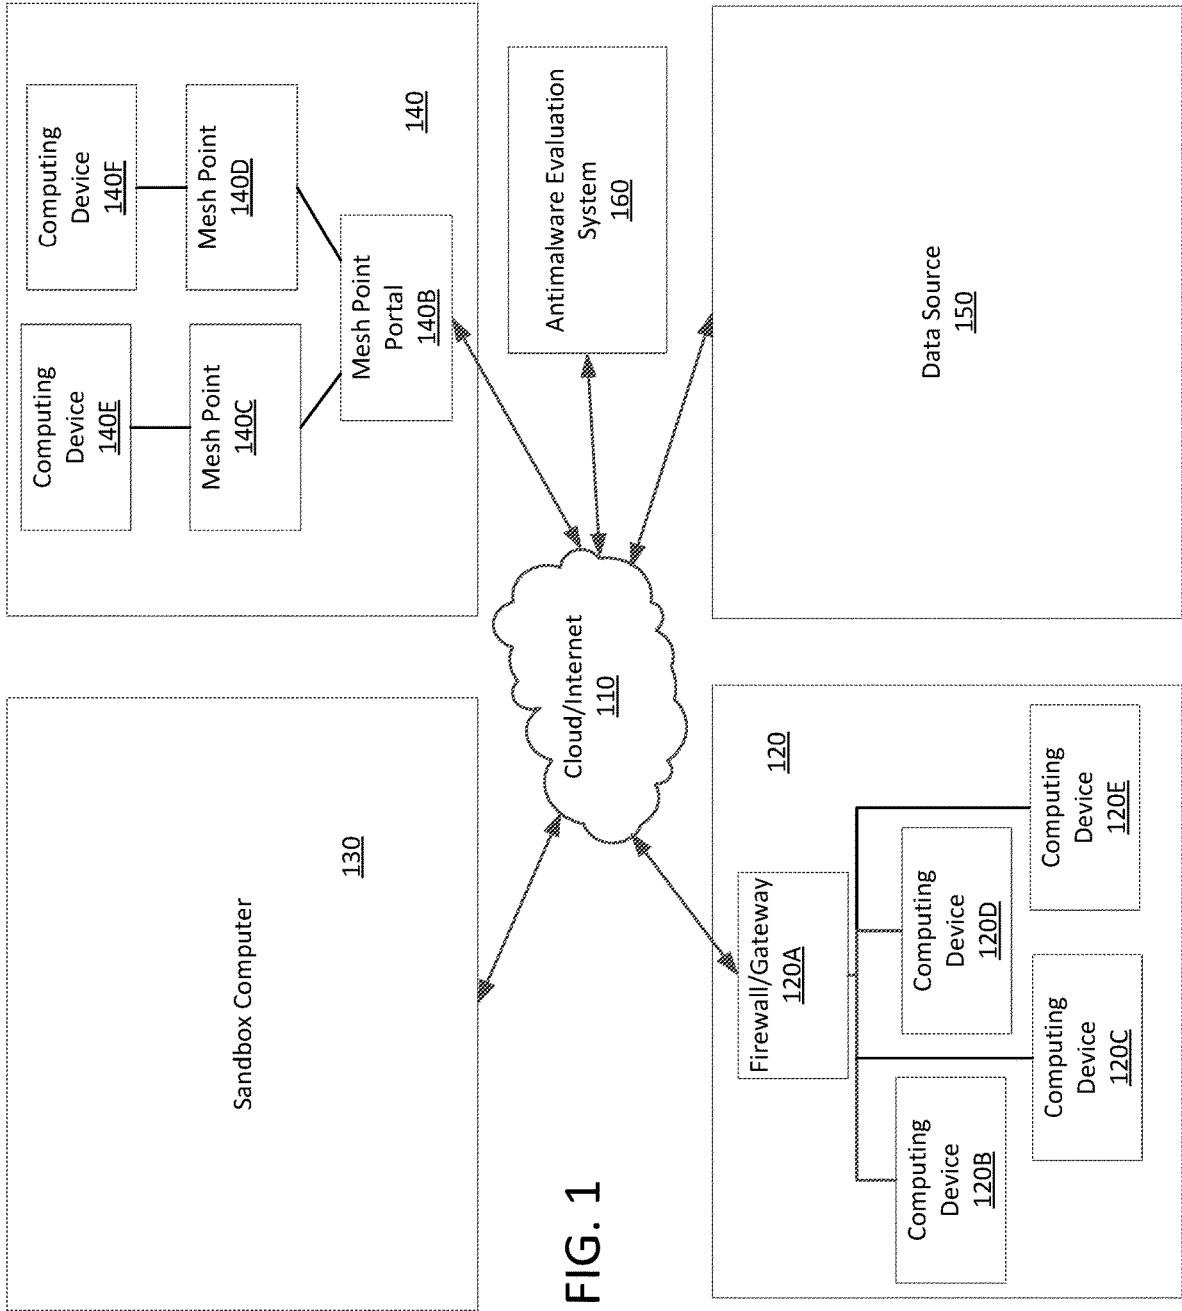 Sandbox Computer
130
Computing
Device
140E
Computing
Device
140F
Mesh Point
140C
Mesh Point
140D
Mesh Point
Portal
140B
140
Cloud/Internet
110
Antimalware Evaluation
System
160
Firewall/Gateway
120A
120
Computing
Device
120B
Computing
Device
120D
Computing
Device
120C
Computing
Device
120E
Data Source
150
FIG. 1